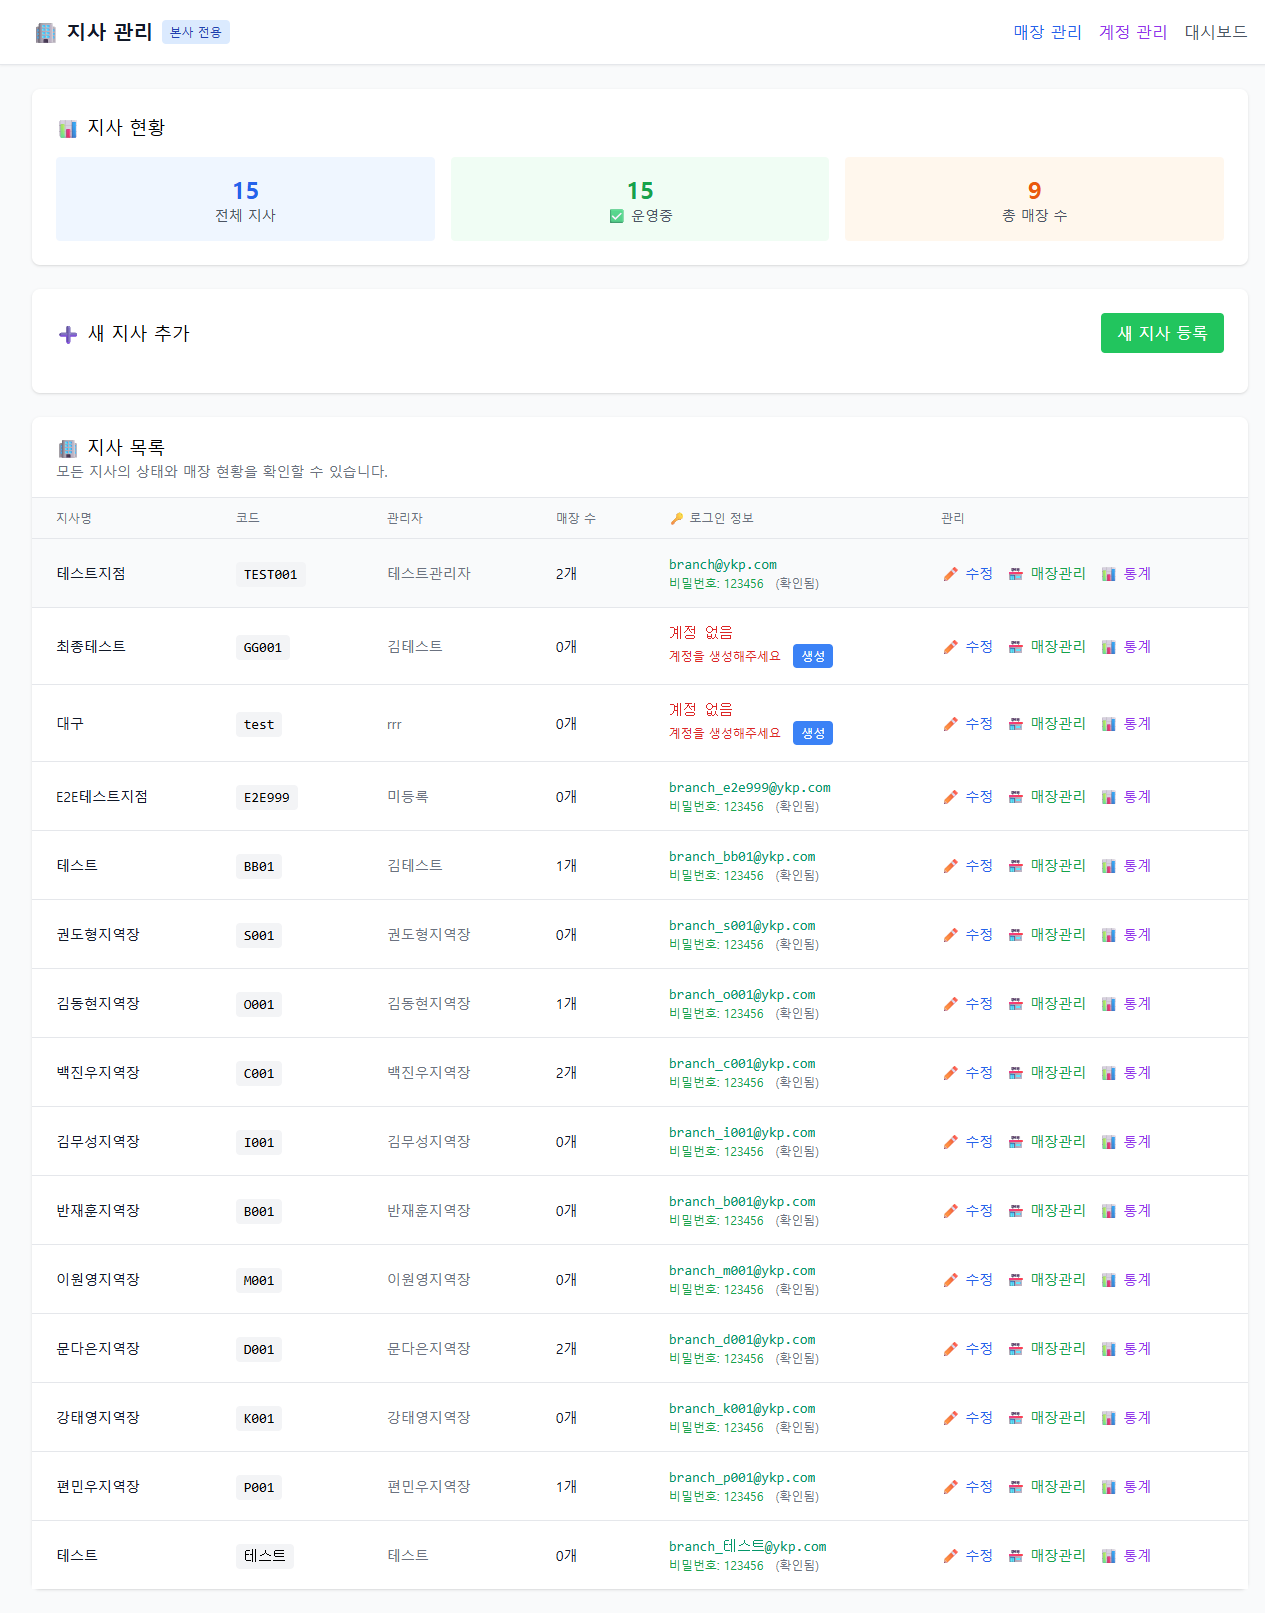 지사 관리 본사 전용
매장 관리 계정 관리 대시보드
지사 현황
15
전체 지사
15
✅ 운영중
9
총 매장 수
새 지사 추가
새 지사 등록
지사 목록
모든 지사의 상태와 매장 현황을 확인할 수 있습니다.
지사명 코드 관리자 매장 수 로그인 정보 관리
테스트지점 TEST001 테스트관리자 2개 branch@ykp.com
비밀번호: 123456 (확인됨)
수정 매장관리 통계
최종테스트 GG001 김테스트 0개 계정 없음
계정을 생성해주세요 생성
수정 매장관리 통계
대구 test rrr 0개 계정 없음
계정을 생성해주세요 생성
수정 매장관리 통계
E2E테스트지점 E2E999 미등록 0개 branch_e2e999@ykp.com
비밀번호: 123456 (확인됨)
수정 매장관리 통계
테스트 BB01 김테스트 1개 branch_bb01@ykp.com
비밀번호: 123456 (확인됨)
수정 매장관리 통계
권도형지역장 S001 권도형지역장 0개 branch_s001@ykp.com
비밀번호: 123456 (확인됨)
수정 매장관리 통계
김동현지역장 O001 김동현지역장 1개 branch_o001@ykp.com
비밀번호: 123456 (확인됨)
수정 매장관리 통계
백진우지역장 C001 백진우지역장 2개 branch_c001@ykp.com
비밀번호: 123456 (확인됨)
수정 매장관리 통계
김무성지역장 I001 김무성지역장 0개 branch_i001@ykp.com
비밀번호: 123456 (확인됨)
수정 매장관리 통계
반재훈지역장 B001 반재훈지역장 0개 branch_b001@ykp.com
비밀번호: 123456 (확인됨)
수정 매장관리 통계
이원영지역장 M001 이원영지역장 0개 branch_m001@ykp.com
비밀번호: 123456 (확인됨)
수정 매장관리 통계
문다은지역장 D001 문다은지역장 2개 branch_d001@ykp.com
비밀번호: 123456 (확인됨)
수정 매장관리 통계
강태영지역장 K001 강태영지역장 0개 branch_k001@ykp.com
비밀번호: 123456 (확인됨)
수정 매장관리 통계
편민우지역장 P001 편민우지역장 1개 branch_p001@ykp.com
비밀번호: 123456 (확인됨)
수정 매장관리 통계
테스트 테스트 테스트 0개 branch_테스트@ykp.com
비밀번호: 123456 (확인됨)
수정 매장관리 통계